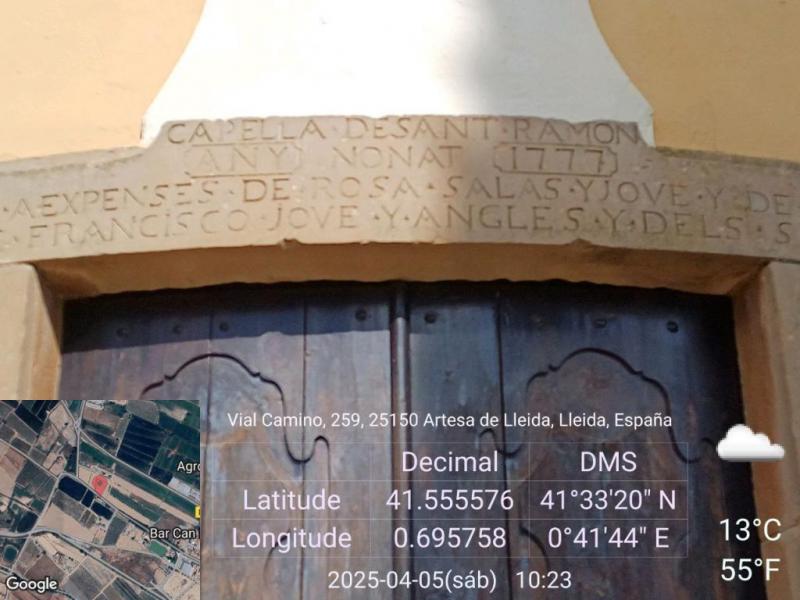 CAPELLA DE SANT · RAMON
ANY NONAT 1777
· A EXPENSES · DE ROSA · SALAS · Y JOVE · Y DE
FRANCISCO · JOVE · Y · ANGLES · Y · DELS · S
Vial Camino, 259, 25150 Artesa de Lleida, Lleida, España
Decimal DMS
Latitude 41.555576 41°33'20" N
Longitude 0.695758 0°41'44" E
2025-04-05(sáb) 10:23
13°C
55°F
Agro
Bar Can
Google